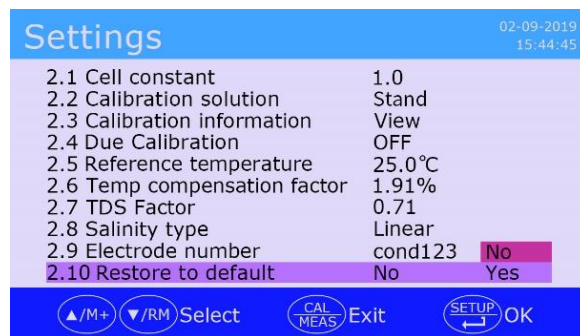 Settings
02-09-2019
15:44:45
2.1 Cell constant 1.0
2.2 Calibration solution Stand
2.3 Calibration information View
2.4 Due Calibration OFF
2.5 Reference temperature 25.0℃
2.6 Temp compensation factor 1.91%
2.7 TDS Factor 0.71
2.8 Salinity type Linear
2.9 Electrode number cond123 No
2.10 Restore to default No Yes
▲/M+ ▼/RM Select CAL MEAS Exit SETUP OK